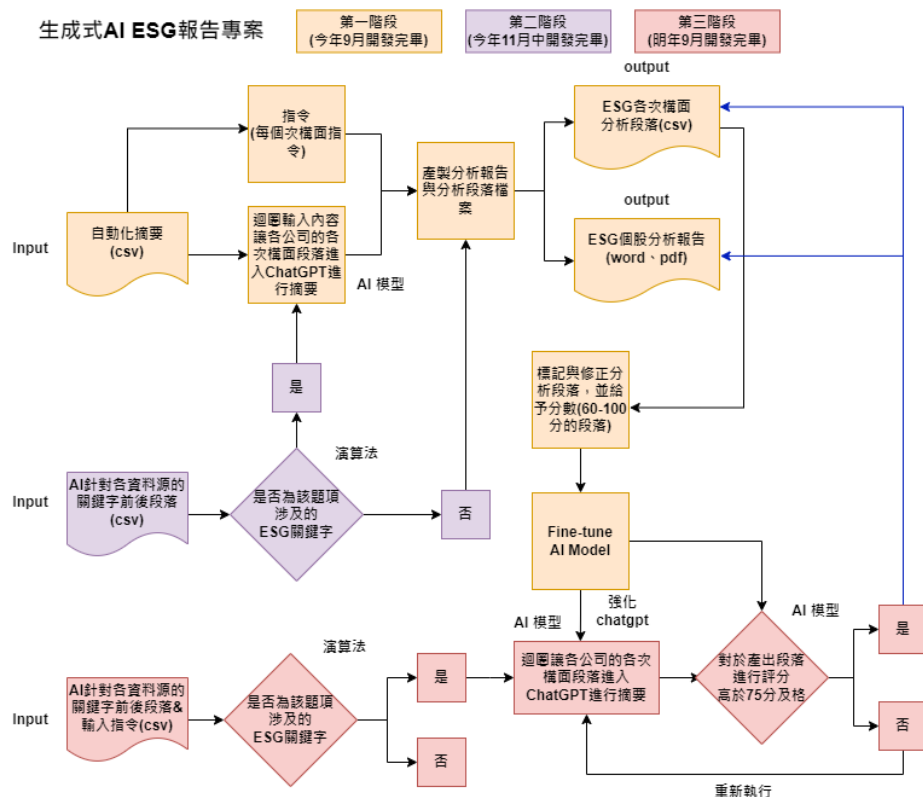 生成式AI ESG報告專案
第一階段
(今年9月開發完畢)
第二階段
(今年11月中開發完畢)
第三階段
(明年9月開發完畢)
output
指令
(每個次構面指
令)
ESG各次構面
分析段落(csv)
產製分析報告
與分析段落檔
案
output
Input
自動化摘要
(csv)
迴圈輸入內容
讓各公司的各
次構面段落進
入ChatGPT進
行摘要
AI 模型
ESG個股分析報告
(word、pdf)
是
標記與修正分
析段落，並給
予分數(60-100
分的段落)
演算法
Input
AI針對各資料源的
關鍵字前後段落
(csv)
是否為該題項
涉及的
ESG關鍵字
否
Fine-tune
AI Model
強化
chatgpt
AI 模型
AI 模型
是
演算法
Input
AI針對各資料源的
關鍵字前後段落&
輸入指令(csv)
是否為該題項
涉及的
ESG關鍵字
是
否
迴圈讓各公司的各次
構面段落進入
ChatGPT進行摘要
對於產出段落
進行評分
高於75分及格
否
重新執行